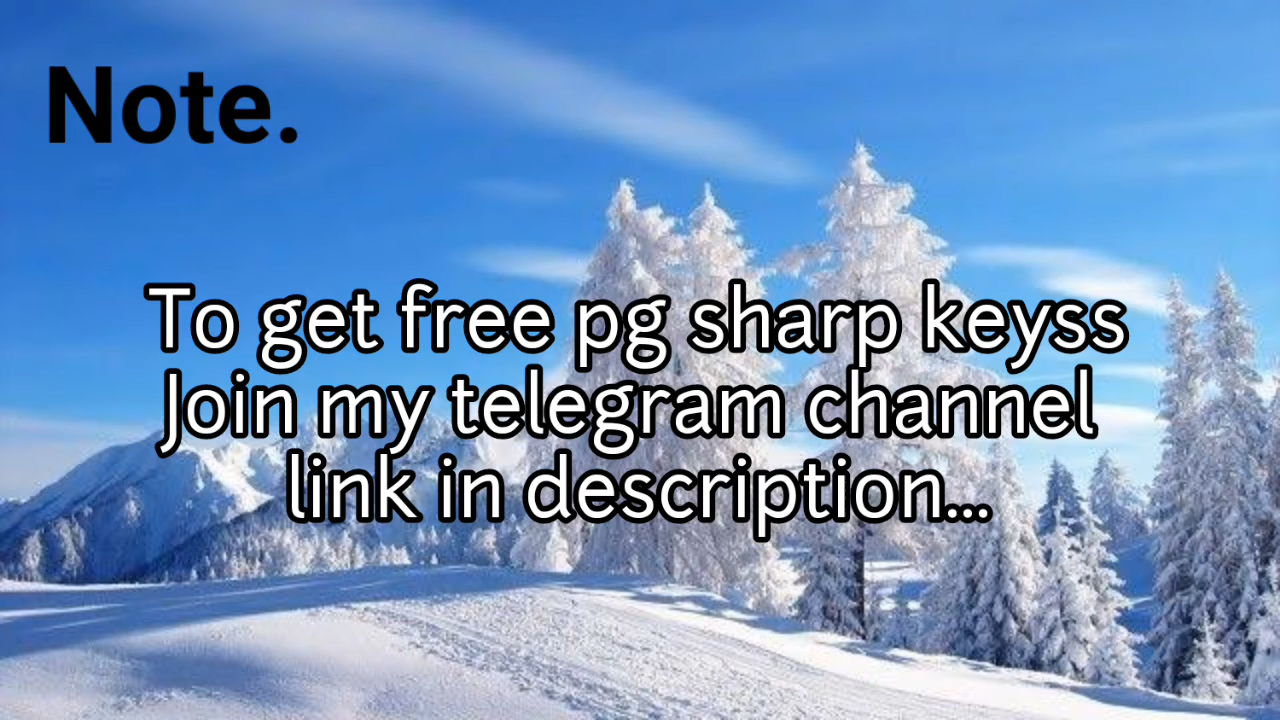 Note.
To get free pg sharp keyss
Join my telegram channel
link in description...